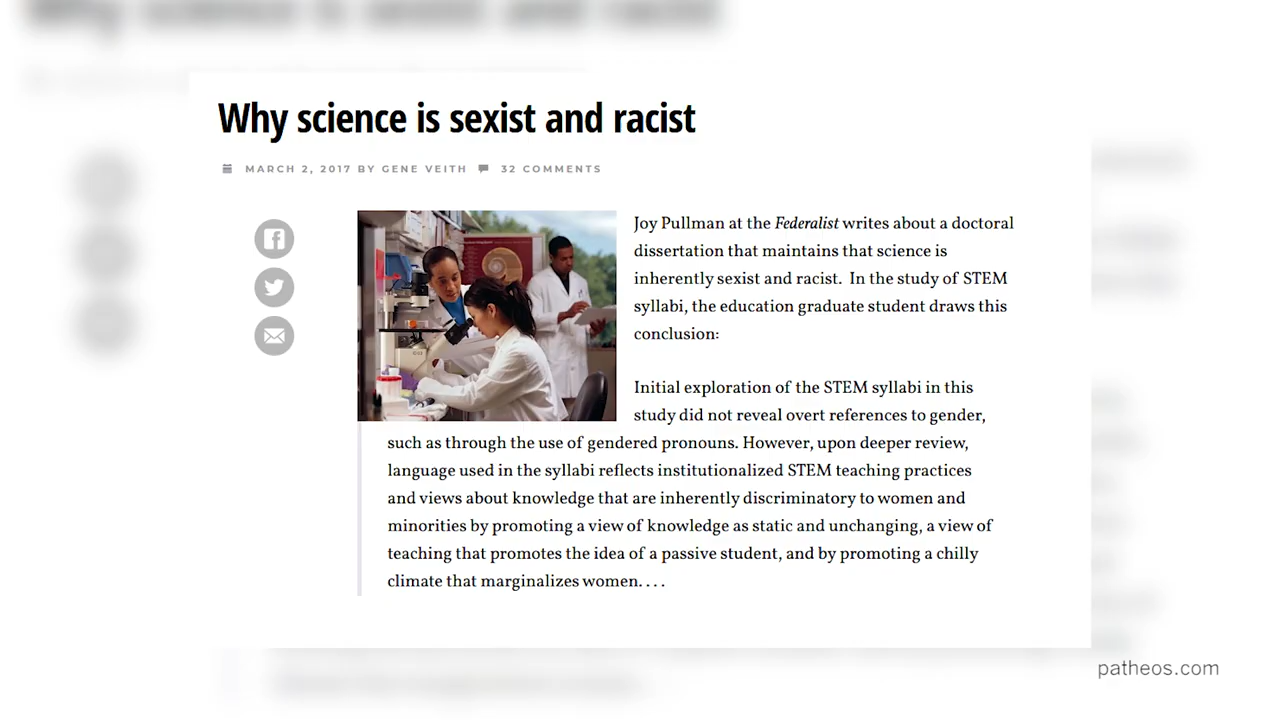 Why science is sexist and racist
MARCH 2, 2017 BY GENE VEITH 32 COMMENTS
Joy Pullman at the Federalist writes about a doctoral
dissertation that maintains that science is
inherently sexist and racist. In the study of STEM
syllabi, the education graduate student draws this
conclusion:
Initial exploration of the STEM syllabi in this
study did not reveal overt references to gender,
such as through the use of gendered pronouns. However, upon deeper review,
language used in the syllabi reflects institutionalized STEM teaching practices
and views about knowledge that are inherently discriminatory to women and
minorities by promoting a view of knowledge as static and unchanging, a view of
teaching that promotes the idea of a passive student, and by promoting a chilly
climate that marginalizes women. . . .
patheos.com